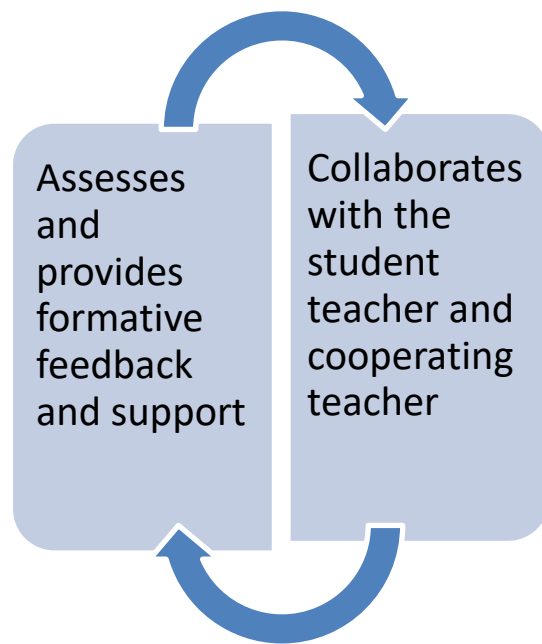 Assesses
and
provides
formative
feedback
and support
Collaborates
with the
student
teacher and
cooperating
teacher